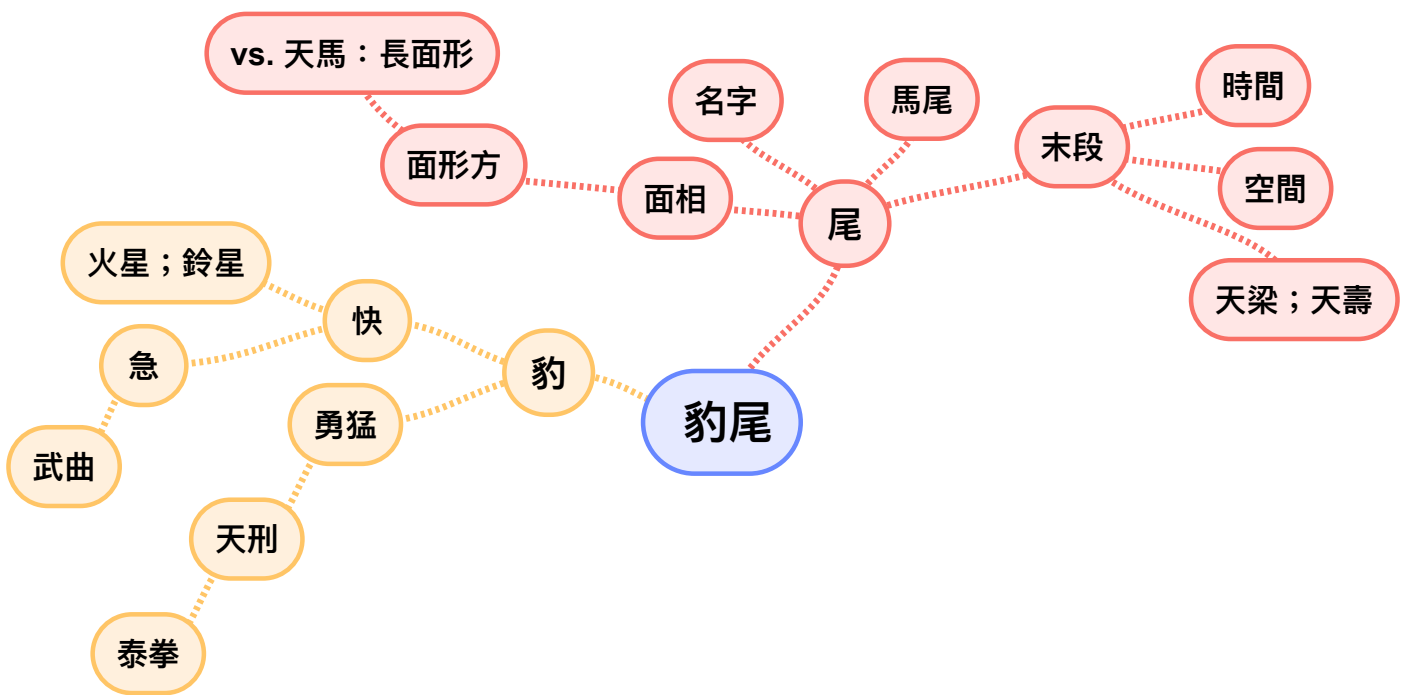 vs. 天馬：長面形
名字
馬尾
時間
末段
面形方
面相
空間
尾
火星；鈴星
天梁；天壽
快
急
豹
勇猛
豹尾
武曲
天刑
泰拳